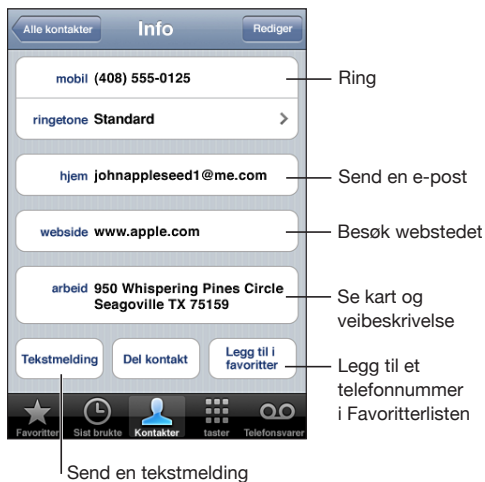 Alle kontakter
Info
Rediger
mobil (408) 555-0125
Ring
ringetone Standard
hjem johnappleseed1@me.com
Send en e-post
webside www.apple.com
Besøk webstedet
arbeid 950 Whispering Pines Circle
Seagoville TX 75159
Se kart og
veibeskrivelse
Tekstmelding
Del kontakt
Legg til i
favoritter
Legg til et
telefonnummer
i Favoritterlisten
Favoritter
Sist brukte
Kontakter
taster
Telefonsvarer
Send en tekstmelding